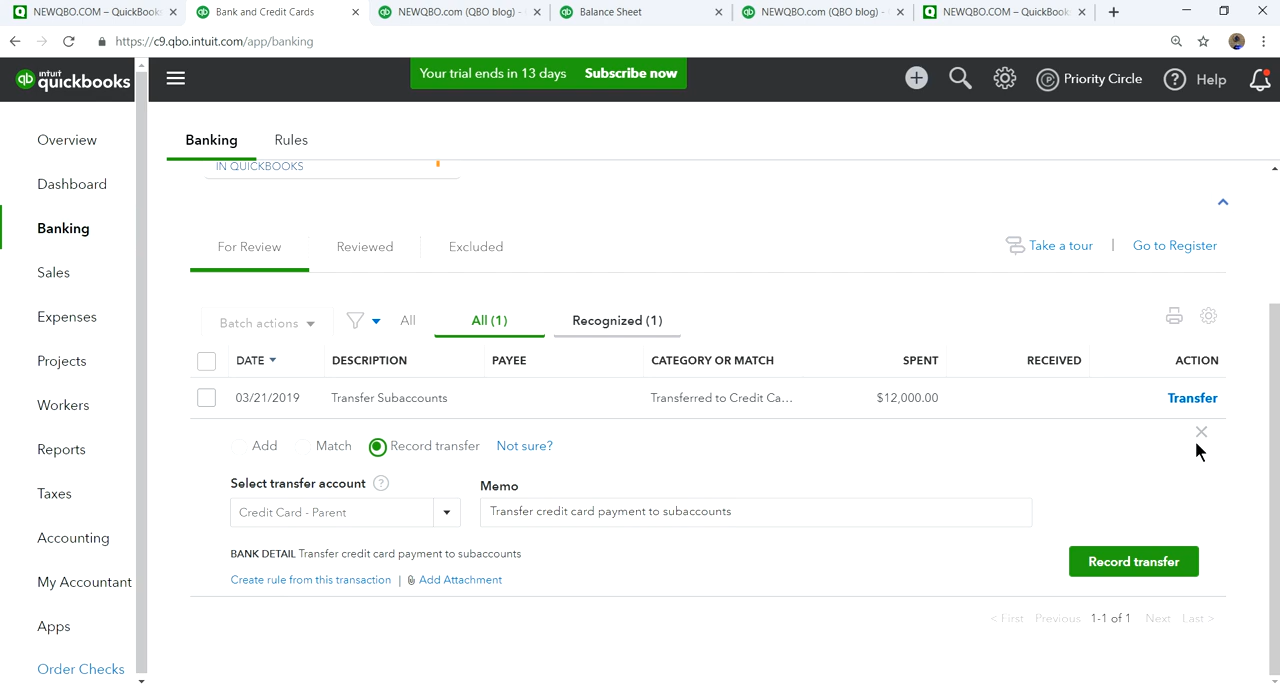 NEWQBO.COM – QuickBooks
Bank and Credit Cards
NEWQBO.com (QBO blog) -
Balance Sheet
NEWQBO.com (QBO blog) -
NEWQBO.COM – QuickBook
https://c9.qbo.intuit.com/app/banking
qb intuit quickbooks
Your trial ends in 13 days Subscribe now
Priority Circle
Help
Overview
Dashboard
Banking
Sales
Expenses
Projects
Workers
Reports
Taxes
Accounting
My Accountant
Apps
Order Checks
Banking Rules
IN QUICKBOOKS
For Review Reviewed Excluded
Take a tour | Go to Register
Batch actions All All (1) Recognized (1)
DATE DESCRIPTION PAYEE CATEGORY OR MATCH SPENT RECEIVED ACTION
03/21/2019 Transfer Subaccounts Transferred to Credit Ca... $12,000.00 Transfer
Add Match Record transfer Not sure?
Select transfer account ? Memo
Credit Card - Parent Transfer credit card payment to subaccounts
BANK DETAIL Transfer credit card payment to subaccounts
Record transfer
Create rule from this transaction | Add Attachment
< First Previous 1-1 of 1 Next Last >